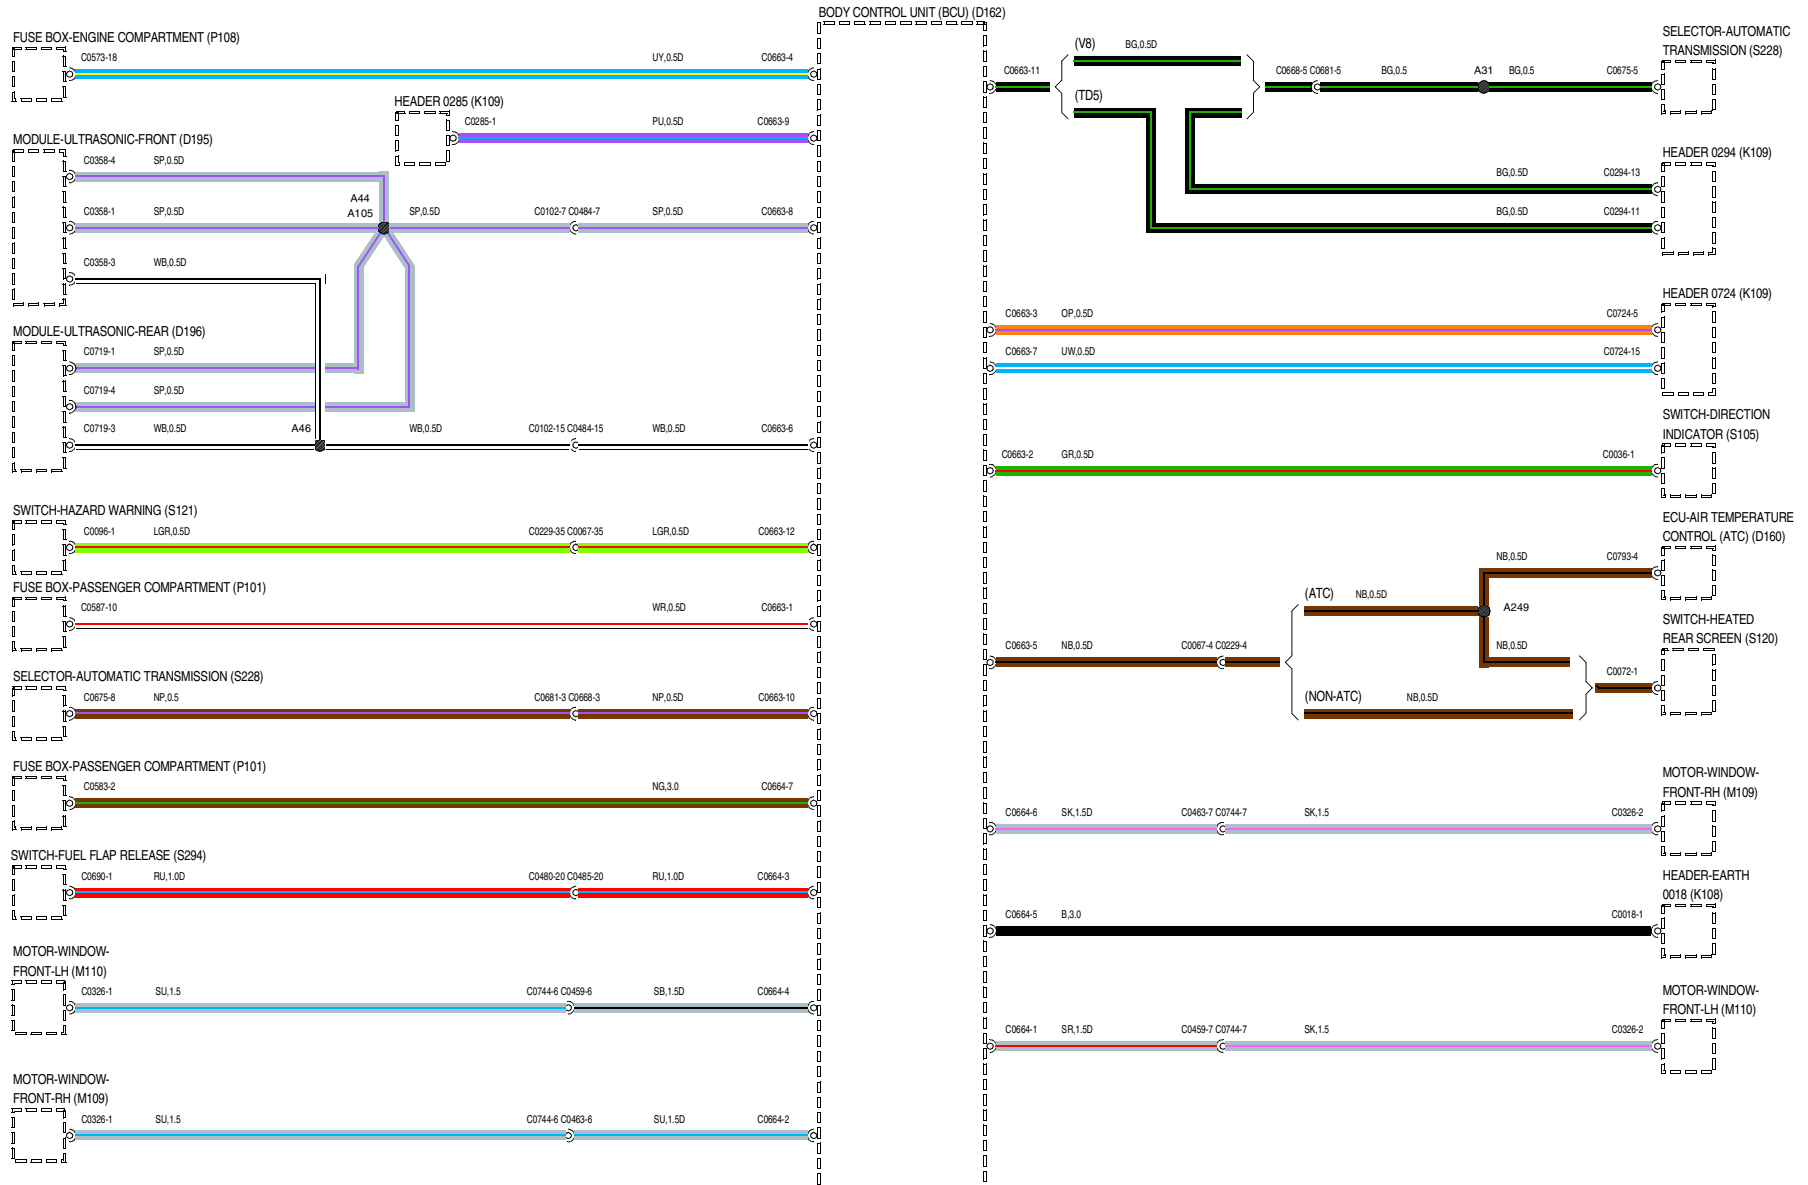 BODY CONTROL UNIT (BCU) (D162)
FUSE BOX-ENGINE COMPARTMENT (P108)
C0573-18 UY,0.5D C0663-4
HEADER 0285 (K109)
C0285-1 PU,0.5D C0663-9
MODULE-ULTRASONIC-FRONT (D195)
C0358-4 SP,0.5D
A44
A105
C0358-1 SP,0.5D SP,0.5D C0102-7 C0484-7 SP,0.5D C0663-8
C0358-3 WB,0.5D
MODULE-ULTRASONIC-REAR (D196)
C0719-1 SP,0.5D
C0719-4 SP,0.5D
C0719-3 WB,0.5D A46 WB,0.5D C0102-15 C0484-15 WB,0.5D C0663-6
SWITCH-HAZARD WARNING (S121)
C0096-1 LGR,0.5D C0229-35 C0067-35 LGR,0.5D C0663-12
FUSE BOX-PASSENGER COMPARTMENT (P101)
C0587-10 WR,0.5D C0663-1
SELECTOR-AUTOMATIC TRANSMISSION (S228)
C0675-8 NP,0.5 C0681-3 C0668-3 NP,0.5D C0663-10
FUSE BOX-PASSENGER COMPARTMENT (P101)
C0583-2 NG,3.0 C0664-7
SWITCH-FUEL FLAP RELEASE (S294)
C0690-1 RU,1.0D C0480-20 C0485-20 RU,1.0D C0664-3
MOTOR-WINDOW-
FRONT-LH (M110)
C0326-1 SU,1.5 C0744-6 C0459-6 SB,1.5D C0664-4
MOTOR-WINDOW-
FRONT-RH (M109)
C0326-1 SU,1.5 C0744-6 C0463-6 SU,1.5D C0664-2
SELECTOR-AUTOMATIC
TRANSMISSION (S228)
(V8) BG,0.5D
C0663-11 C0668-5 C0681-5 BG,0.5 A31 BG,0.5 C0675-5
(TD5)
HEADER 0294 (K109)
BG,0.5D C0294-13
BG,0.5D C0294-11
HEADER 0724 (K109)
C0663-3 OP,0.5D C0724-5
C0663-7 UW,0.5D C0724-15
SWITCH-DIRECTION
INDICATOR (S105)
C0663-2 GR,0.5D C0036-1
ECU-AIR TEMPERATURE
CONTROL (ATC) (D160)
NB,0.5D C0793-4
(ATC) NB,0.5D A249
SWITCH-HEATED
REAR SCREEN (S120)
C0663-5 NB,0.5D C0067-4 C0229-4 NB,0.5D
C0072-1
(NON-ATC) NB,0.5D
MOTOR-WINDOW-
FRONT-RH (M109)
C0664-6 SK,1.5D C0463-7 C0744-7 SK,1.5 C0326-2
HEADER-EARTH
0018 (K108)
C0664-5 B,3.0 C0018-1
MOTOR-WINDOW-
FRONT-LH (M110)
C0664-1 SR,1.5D C0459-7 C0744-7 SK,1.5 C0326-2